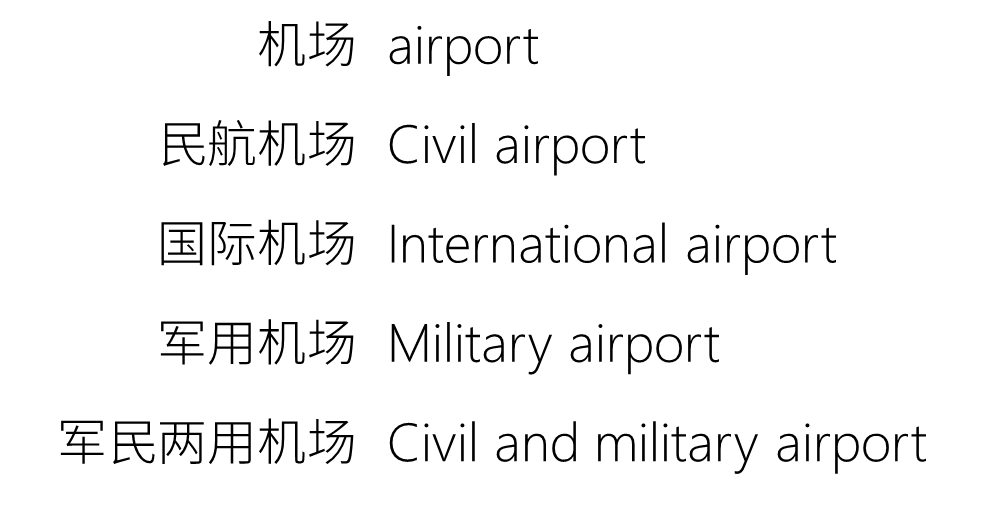 机场 airport
民航机场 Civil airport
国际机场 International airport
军用机场 Military airport
军民两用机场 Civil and military airport